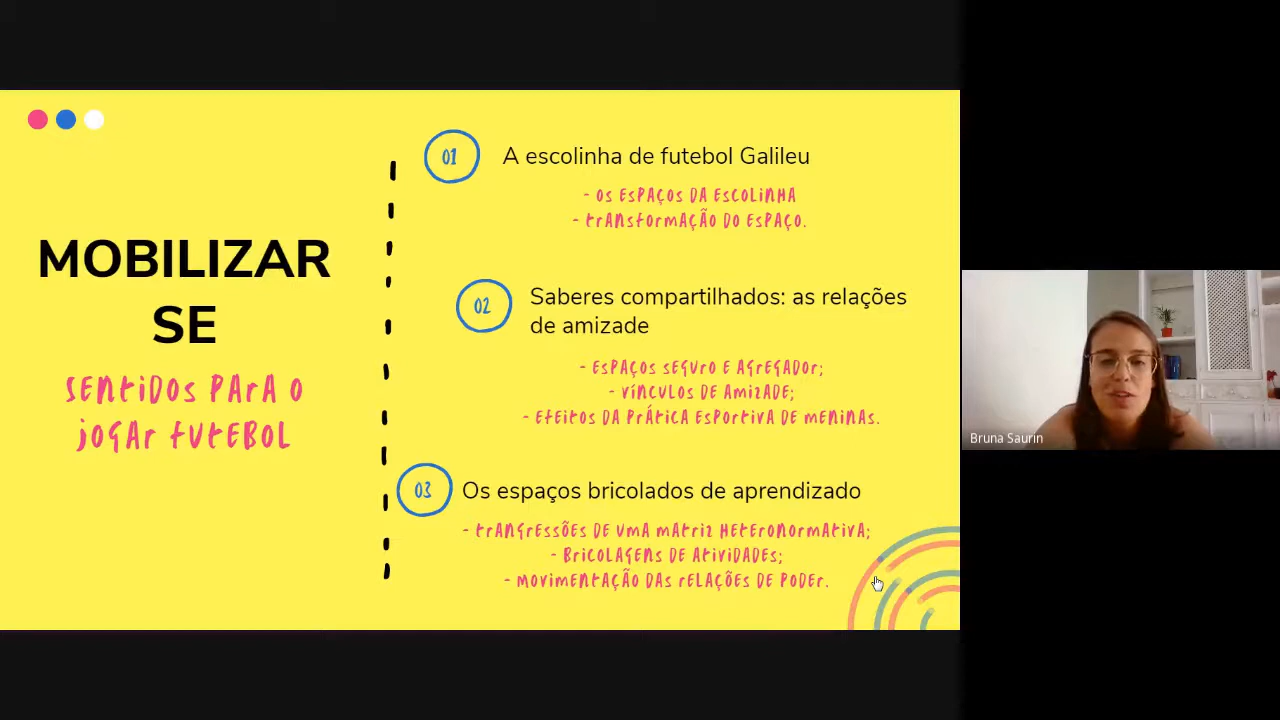 MOBILIZAR
SE
SENTIDOS PARA O
JOGAR FUTEBOL
01
A escolinha de futebol Galileu
- OS ESPAÇOS DA ESCOLINHA
- TRANSFORMAÇÃO DO ESPAÇO.
02
Saberes compartilhados: as relações
de amizade
- ESPAÇOS SEGURO E AGREGADOR;
- VÍNCULOS DE AMIZADE;
- EFEITOS DA PRÁTICA ESPORTIVA DE MENINAS.
03
Os espaços bricolados de aprendizado
- TRANGRESSÕES DE UMA MATRIZ HETERONORMATIVA;
- BRICOLAGENS DE ATIVIDADES;
- MOVIMENTAÇÃO DAS RELAÇÕES DE PODER.
Bruna Saurin